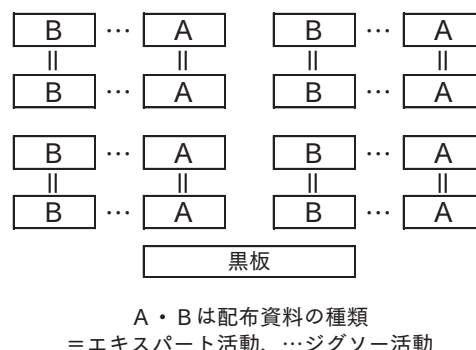 B … A B … A
= = = =
B … A B … A
B … A B … A
= = = =
B … A B … A
黒板
A・Bは配布資料の種類
=エキスパート活動、…ジグソー活動